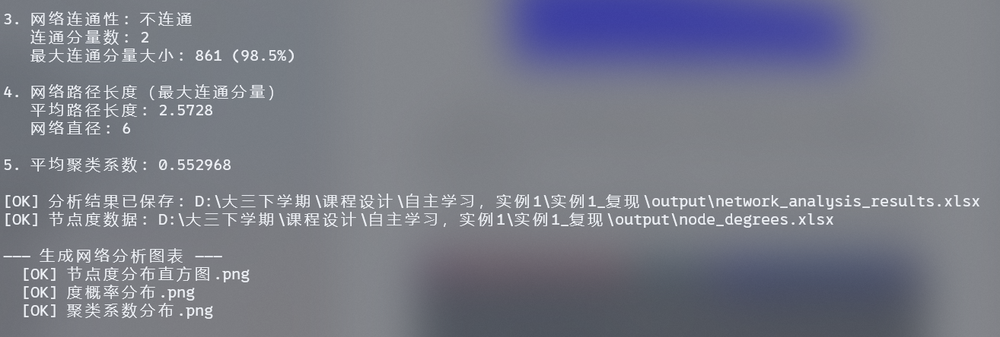 3. 网络连通性: 不连通
连通分量数: 2
最大连通分量大小: 861 (98.5%)
4. 网络路径长度 (最大连通分量)
平均路径长度: 2.5728
网络直径: 6
5. 平均聚类系数: 0.552968
[OK] 分析结果已保存: D:\大三下学期\课程设计\自主学习, 实例1\实例1_复现\output\network_analysis_results.xlsx
[OK] 节点度数据: D:\大三下学期\课程设计\自主学习, 实例1\实例1_复现\output\node_degrees.xlsx
——— 生成网络分析图表 ———
[OK] 节点度分布直方图.png
[OK] 度概率分布.png
[OK] 聚类系数分布.png